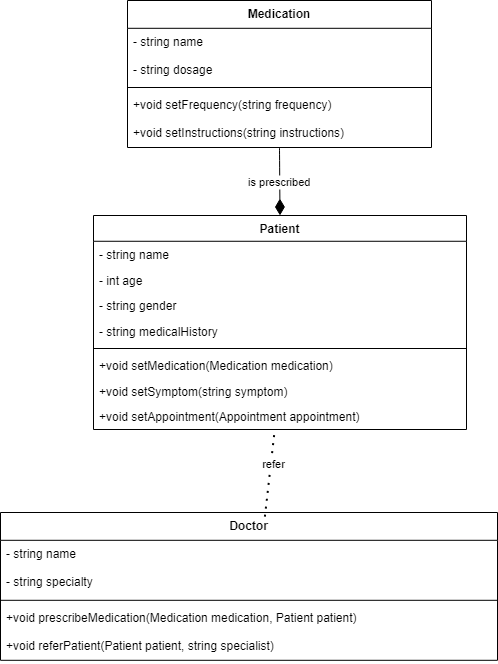 Medication
- string name
- string dosage
+void setFrequency(string frequency)
+void setInstructions(string instructions)
is prescribed
Patient
- string name
- int age
- string gender
- string medicalHistory
+void setMedication(Medication medication)
+void setSymptom(string symptom)
+void setAppointment(Appointment appointment)
refer
Doctor
- string name
- string specialty
+void prescribeMedication(Medication medication, Patient patient)
+void referPatient(Patient patient, string specialist)